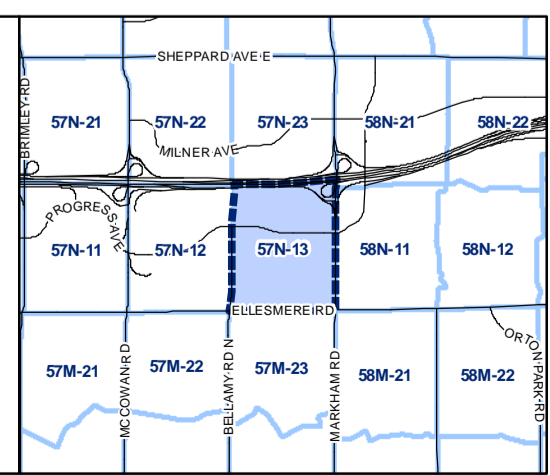 SHEPPARD AVE E
BRIMLEY RD
57N-21
57N-22
57N-23
58N-21
58N-22
MILNER AVE
PROGRESS AVE
57N-11
57N-12
57N-13
58N-11
58N-12
ELLESMERE RD
57M-21
57M-22
57M-23
58M-21
58M-22
MCCOWAN RD
BELLAMY RD N
MARKHAM RD
ORTON PARK RD